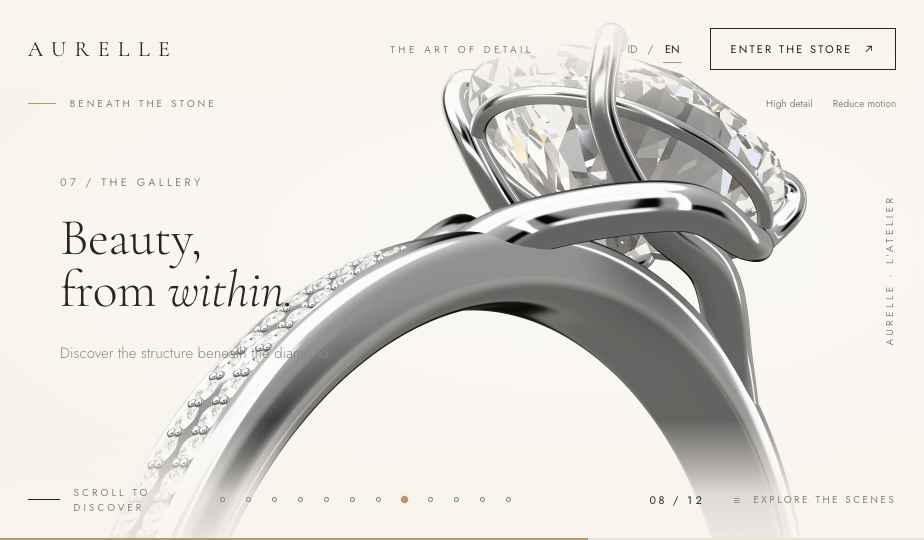 AURELLE
THE ART OF DETAIL
ID / EN
ENTER THE STORE
BENEATH THE STONE
High detail
Reduce motion
07 / THE GALLERY
Beauty,
from within.
Discover the structure beneath the diamond.
AURELLE · L'ATELIER
SCROLL TO
DISCOVER
08 / 12
EXPLORE THE SCENES